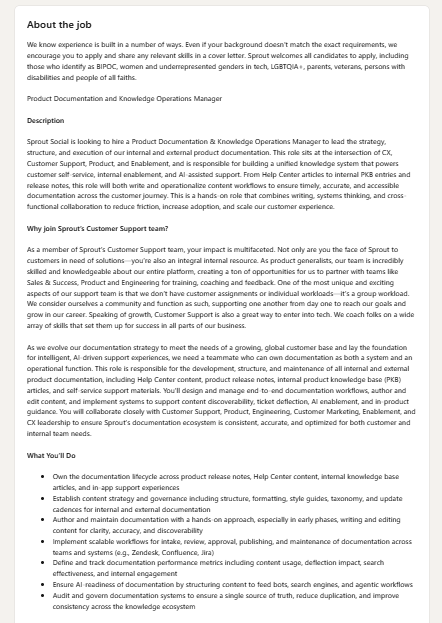 About the job
We know experience is built in a number of ways. Even if your background doesn't match the exact requirements, we
encourage you to apply and share any relevant skills in a cover letter. Sprout welcomes all candidates to apply, including
those who identify as BIPOC, women and underrepresented genders in tech, LGBTQIA+, parents, veterans, persons with
disabilities and people of all faiths.
Product Documentation and Knowledge Operations Manager
Description
Sprout Social is looking to hire a Product Documentation & Knowledge Operations Manager to lead the strategy,
structure, and execution of our internal and external product documentation. This role sits at the intersection of CX,
Customer Support, Product, and Enablement, and is responsible for building a unified knowledge system that powers
customer self-service, internal enablement, and AI-assisted support. From Help Center articles to internal PKB entries and
release notes, this role will both write and operationalize content workflows to ensure timely, accurate, and accessible
documentation across the customer journey. This is a hands-on role that combines writing, systems thinking, and cross-
functional collaboration to reduce friction, increase adoption, and scale our customer experience.
Why join Sprout's Customer Support team?
As a member of Sprout's Customer Support team, your impact is multifaceted. Not only are you the face of Sprout to
customers in need of solutions—you're also an integral internal resource. As product generalists, our team is incredibly
skilled and knowledgeable about our entire platform, creating a ton of opportunities for us to partner with teams like
Sales & Success, Product and Engineering for training, coaching and feedback. One of the most unique and exciting
aspects of our support team is that we don't have customer assignments or individual workloads—it's a group workload.
We consider ourselves a community and function as such, supporting one another from day one to reach our goals and
grow in our career. Speaking of growth, Customer Support is also a great way to enter into tech. We coach folks on a wide
array of skills that set them up for success in all parts of our business.
As we evolve our documentation strategy to meet the needs of a growing, global customer base and lay the foundation
for intelligent, AI-driven support experiences, we need a teammate who can own documentation as both a system and an
operational function. This role is responsible for the development, structure, and maintenance of all internal and external
product documentation, including Help Center content, product release notes, internal product knowledge base (PKB)
articles, and self-service support materials. You'll design and manage end-to-end documentation workflows, author and
edit content, and implement systems to support content discoverability, ticket deflection, AI enablement, and in-product
guidance. You will collaborate closely with Customer Support, Product, Engineering, Customer Marketing, Enablement, and
CX leadership to ensure Sprout's documentation ecosystem is consistent, accurate, and optimized for both customer and
internal team needs.
What You'll Do
• Own the documentation lifecycle across product release notes, Help Center content, internal knowledge base
articles, and in-app support experiences
• Establish content strategy and governance including structure, formatting, style guides, taxonomy, and update
cadences for internal and external documentation
• Author and maintain documentation with a hands-on approach, especially in early phases, writing and editing
content for clarity, accuracy, and discoverability
• Implement scalable workflows for intake, review, approval, publishing, and maintenance of documentation across
teams and systems (e.g., Zendesk, Confluence, Jira)
• Define and track documentation performance metrics including content usage, deflection impact, search
effectiveness, and internal engagement
• Ensure AI-readiness of documentation by structuring content to feed bots, search engines, and agentic workflows
• Audit and govern documentation systems to ensure a single source of truth, reduce duplication, and improve
consistency across the knowledge ecosystem